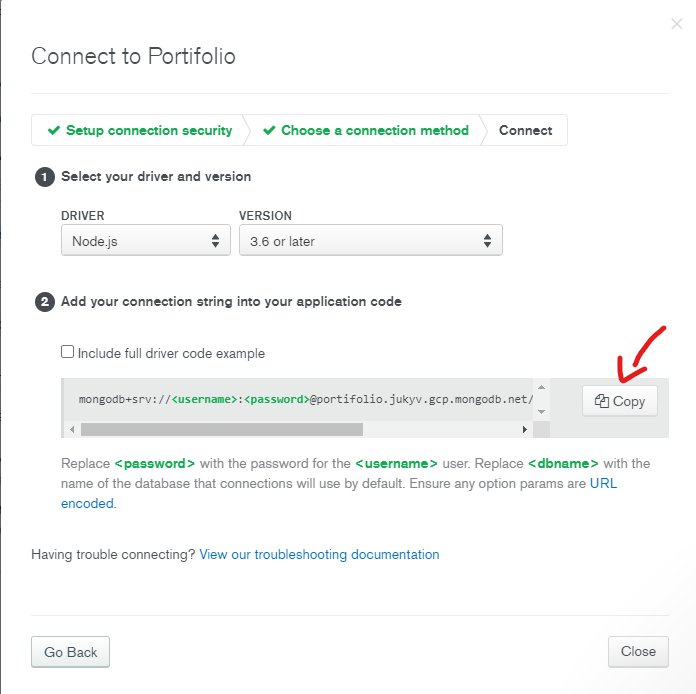 Connect to Portifolio
Setup connection security
Choose a connection method
Connect
1 Select your driver and version
DRIVER
VERSION
Node.js
3.6 or later
2 Add your connection string into your application code
Include full driver code example
mongodb+srv://<username>:<password>@portifolio.jukyv.gcp.mongodb.net/
Copy
Replace <password> with the password for the <username> user. Replace <dbname> with the
name of the database that connections will use by default. Ensure any option params are URL
encoded.
Having trouble connecting? View our troubleshooting documentation
Go Back
Close